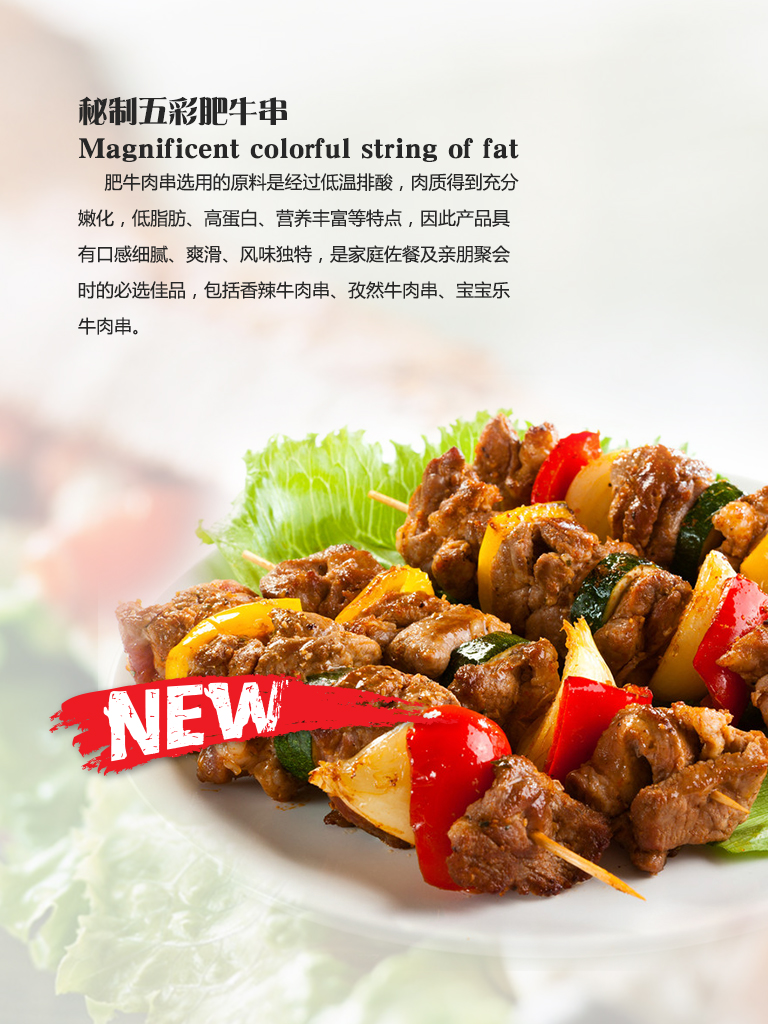 秘制五彩肥牛串
Magnificent colorful string of fat
肥牛肉串选用的原料是经过低温排酸，肉质得到充分
嫩化，低脂肪、高蛋白、营养丰富等特点，因此产品具
有口感细腻、爽滑、风味独特，是家庭佐餐及亲朋聚会
时的必选佳品，包括香辣牛肉串、孜然牛肉串、宝宝乐
牛肉串。
NEW